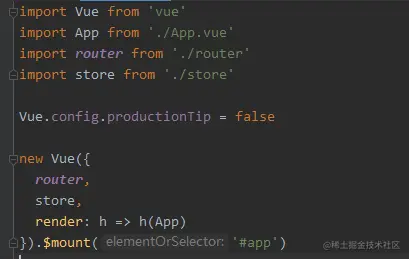 import Vue from 'vue'
import App from './App.vue'
import router from './router'
import store from './store'
Vue.config.productionTip = false
new Vue({
router,
store,
render: h => h(App)
}).$mount( elementOrSelector: '#app')
@稀土掘金技术社区